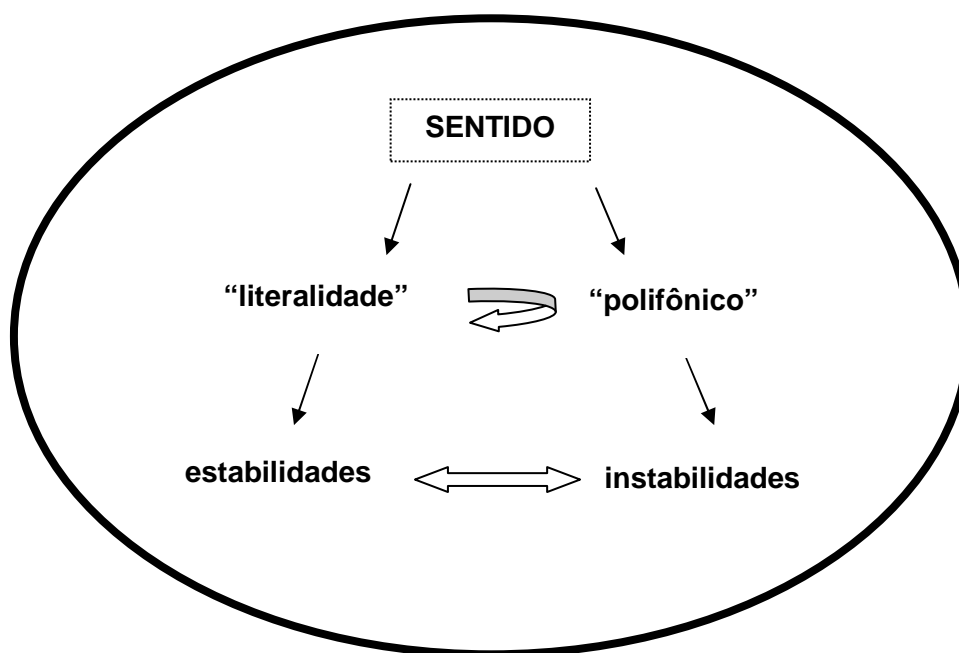 SENTIDO
“literalidade” “polifônico”
estabilidades instabilidades